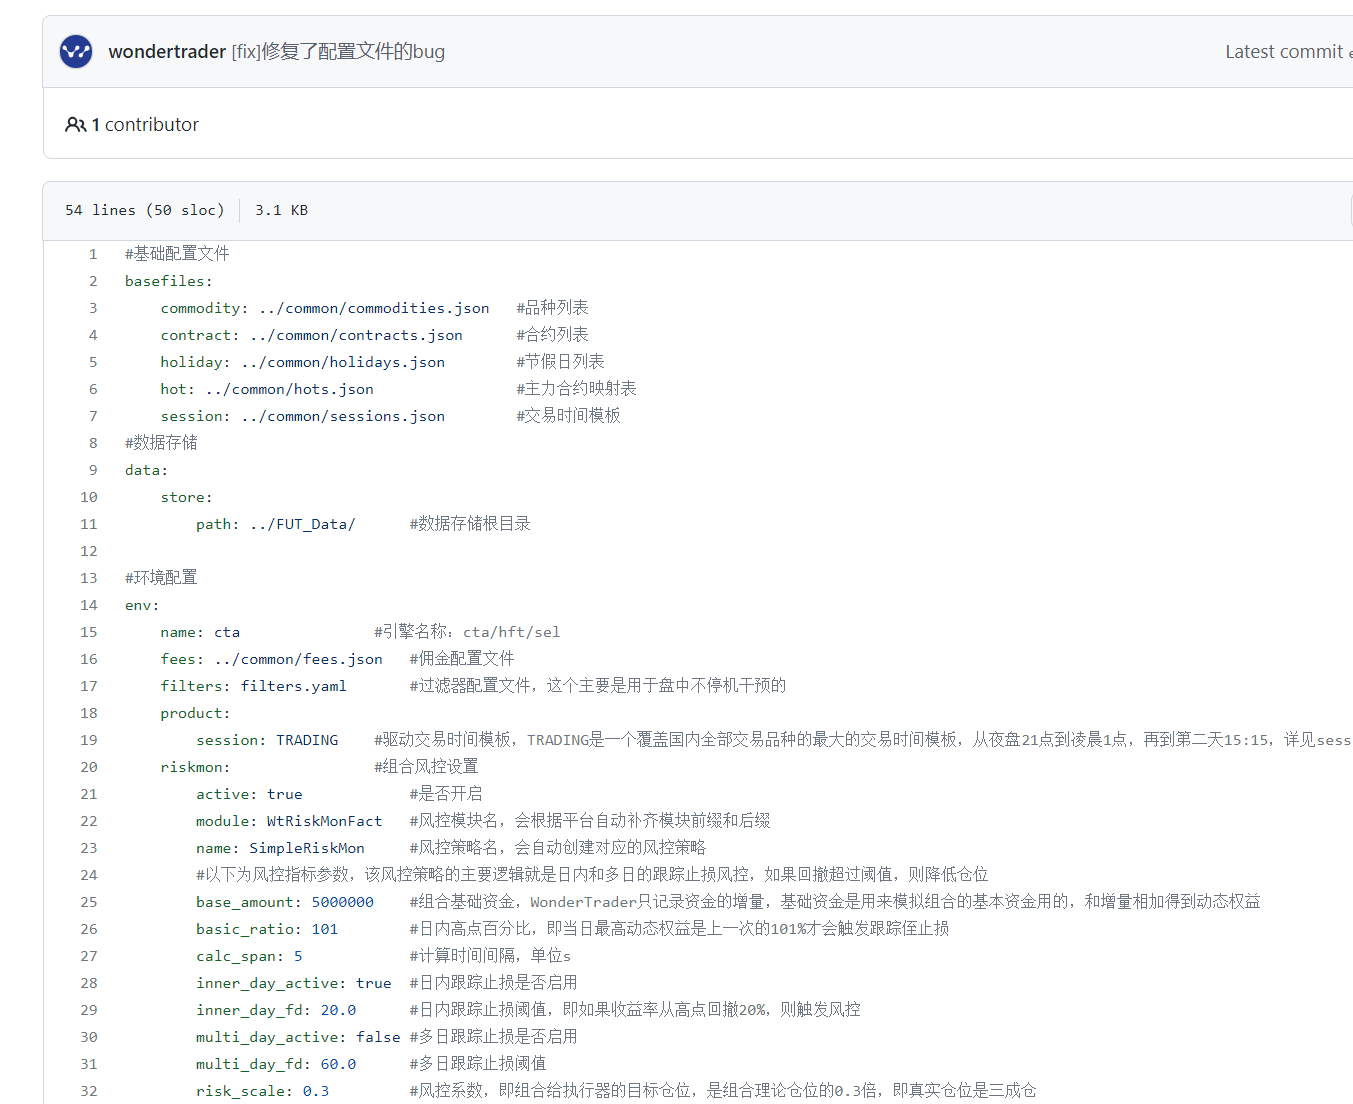 wondertrader [fix]修复了配置文件的bug
Latest commit
1 contributor
54 lines (50 sloc) 3.1 KB
1 #基础配置文件
2 basefiles:
3 commodity: ../common/commodities.json #品种列表
4 contract: ../common/contracts.json #合约列表
5 holiday: ../common/holidays.json #节假日列表
6 hot: ../common/hots.json #主力合约映射表
7 session: ../common/sessions.json #交易时间模板
8 #数据存储
9 data:
10 store:
11 path: ../FUT_Data/ #数据存储根目录
12
13 #环境配置
14 env:
15 name: cta #引擎名称：cta/hft/sel
16 fees: ../common/fees.json #佣金配置文件
17 filters: filters.yaml #过滤器配置文件，这个主要是用于盘中不停机干预的
18 product:
19 session: TRADING #驱动交易时间模板，TRADING是一个覆盖国内全部交易品种的最大的交易时间模板，从夜盘21点到凌晨1点，再到第二天15:15，详见sess
20 riskmon: #组合风控设置
21 active: true #是否开启
22 module: WtRiskMonFact #风控模块名，会根据平台自动补齐模块前缀和后缀
23 name: SimpleRiskMon #风控策略名，会自动创建对应的风控策略
24 #以下为风控指标参数，该风控策略的主要逻辑就是日内和多日的跟踪止损风控，如果回撤超过阈值，则降低仓位
25 base_amount: 5000000 #组合基础资金，WonderTrader只记录资金的增量，基础资金是用来模拟组合的基本资金用的，和增量相加得到动态权益
26 basic_ratio: 101 #日内高点百分比，即当日最高动态权益是上一次的101%才会触发跟踪侄止损
27 calc_span: 5 #计算时间间隔，单位s
28 inner_day_active: true #日内跟踪止损是否启用
29 inner_day_fd: 20.0 #日内跟踪止损阈值，即如果收益率从高点回撤20%，则触发风控
30 multi_day_active: false #多日跟踪止损是否启用
31 multi_day_fd: 60.0 #多日跟踪止损阈值
32 risk_scale: 0.3 #风控系数，即组合给执行器的目标仓位，是组合理论仓位的0.3倍，即真实仓位是三成仓